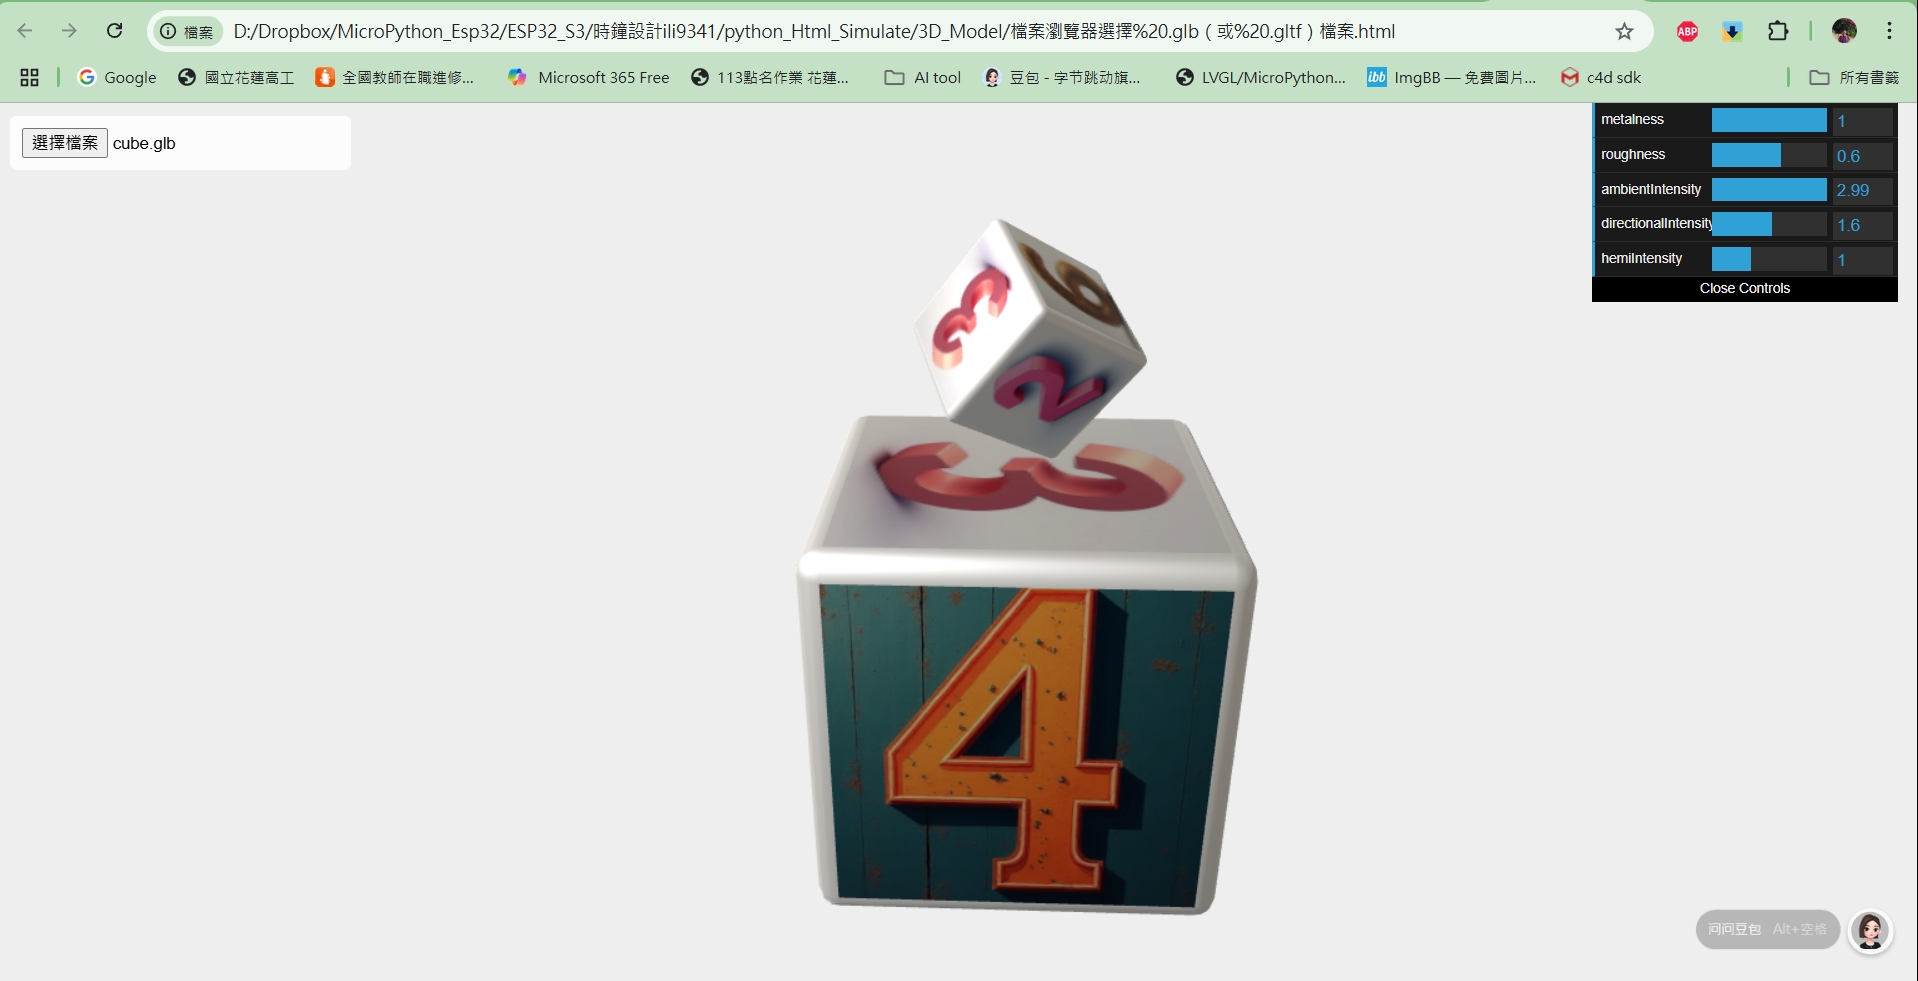 檔案
D:/Dropbox/MicroPython_Esp32/ESP32_S3/時鐘設計ili9341/python_Html_Simulate/3D_Model/檔案瀏覽器選擇%20.glb（或%20.gltf）檔案.html
ABP
Google
國立花蓮高工
全國教師在職進修...
Microsoft 365 Free
113點名作業 花蓮...
AI tool
豆包 - 字节跳动旗...
LVGL/MicroPython...
ibb
ImgBB — 免費圖片...
c4d sdk
所有書籤
選擇檔案 cube.glb
metalness 1
roughness 0.6
ambientIntensity 2.99
directionalIntensity 1.6
hemiIntensity 1
Close Controls
3
6
2
3
4
问问豆包 Alt+空格